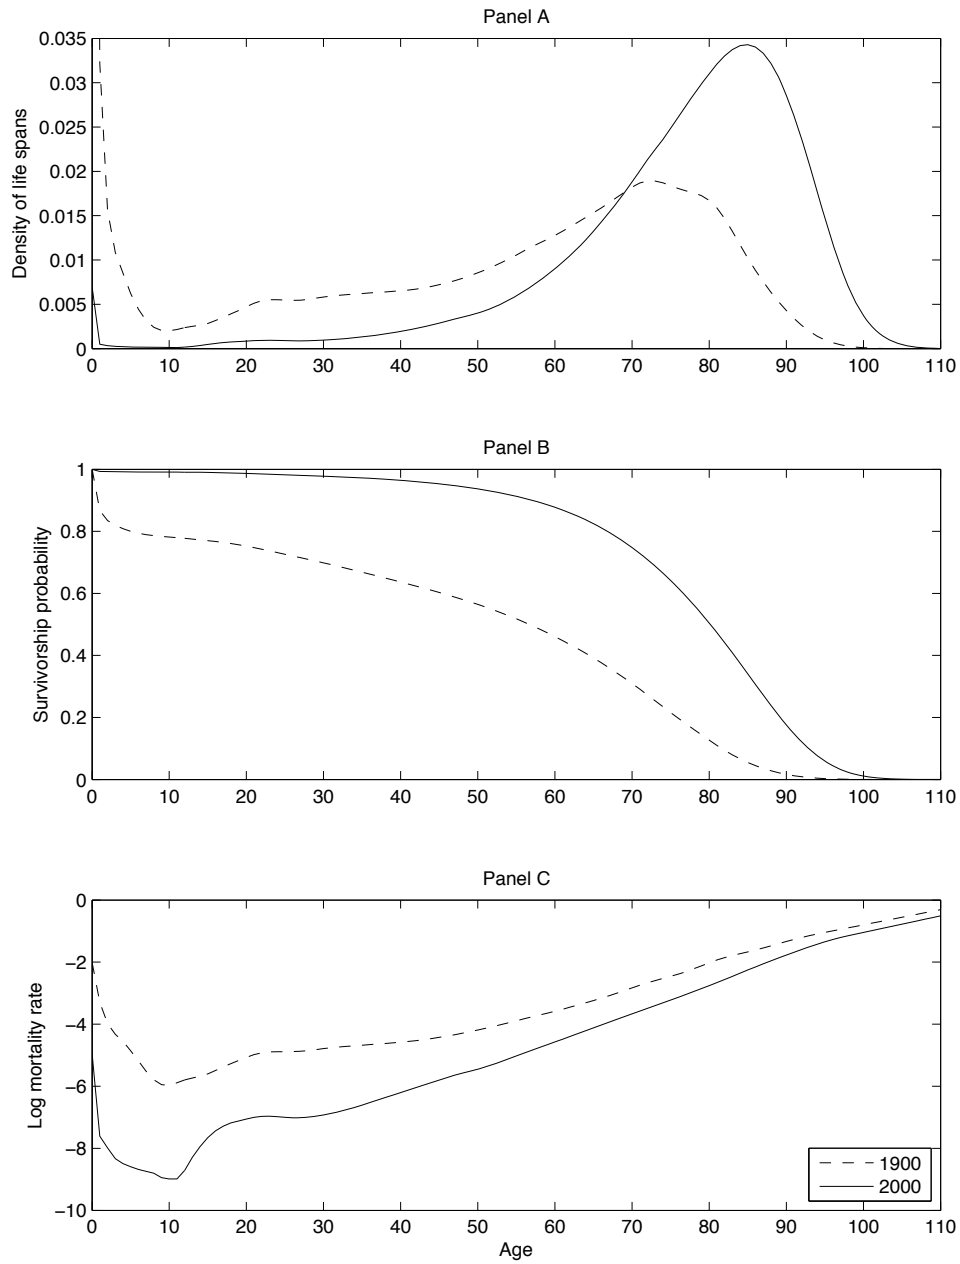 Panel A
0.035
0.03
0.025
0.02
0.015
0.01
0.005
0
Density of life spans
0 10 20 30 40 50 60 70 80 90 100 110
Panel B
1
0.8
0.6
0.4
0.2
0
Survivorship probability
0 10 20 30 40 50 60 70 80 90 100 110
Panel C
0
−2
−4
−6
−8
−10
Log mortality rate
1900
2000
0 10 20 30 40 50 60 70 80 90 100 110
Age